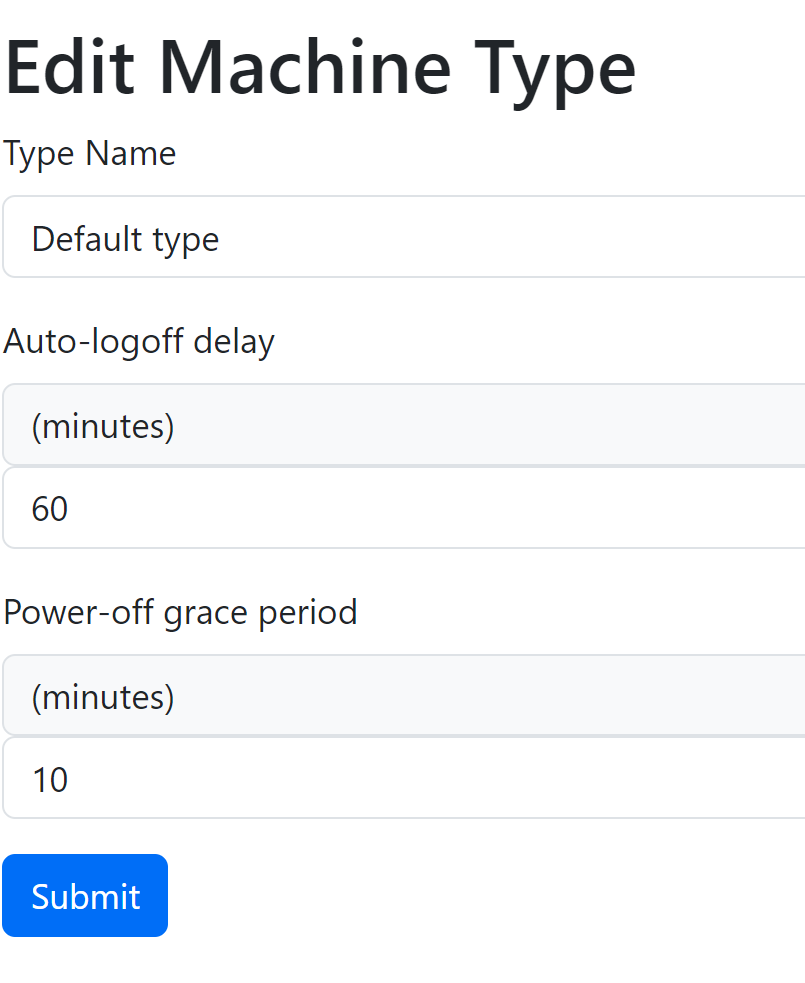 Edit Machine Type
Type Name
Default type
Auto-logoff delay
(minutes)
60
Power-off grace period
(minutes)
10
Submit